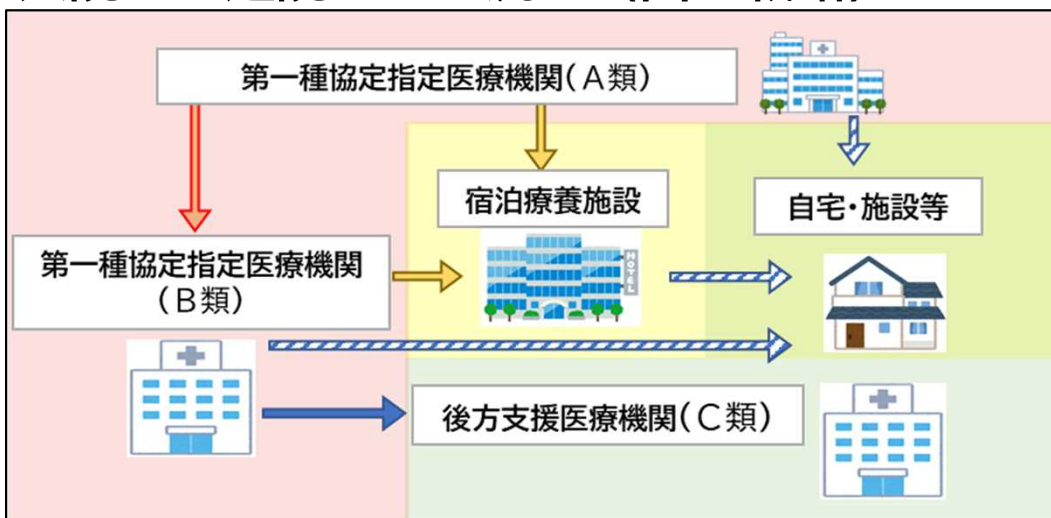 第一種協定指定医療機関(A類)
宿泊療養施設
自宅・施設等
第一種協定指定医療機関
(B類)
HOTEL
後方支援医療機関(C類)